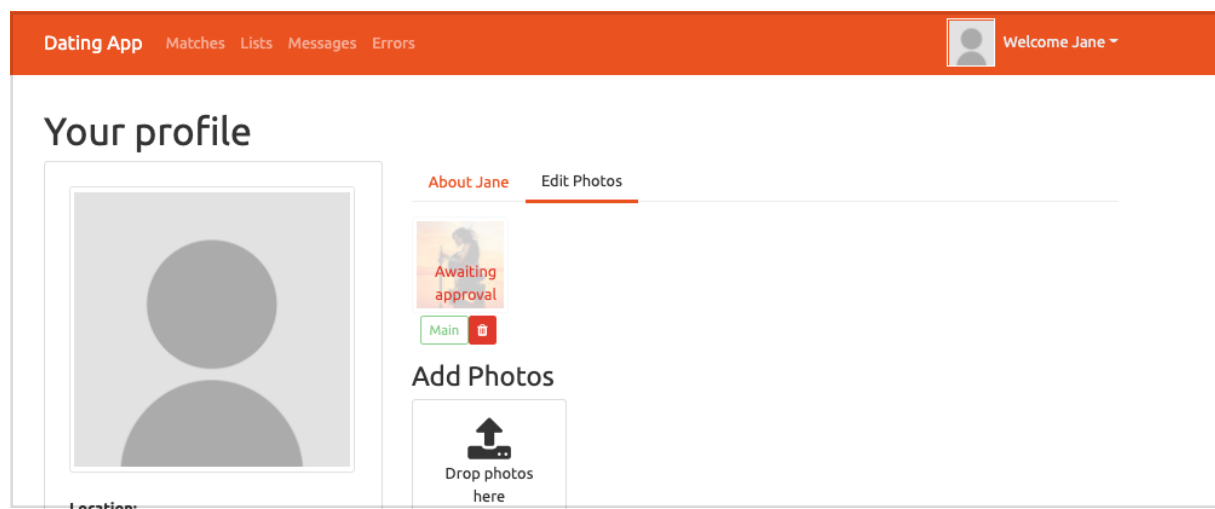 Dating App Matches Lists Messages Errors
Welcome Jane
Your profile
About Jane Edit Photos
Awaiting
approval
Main
Add Photos
Drop photos
here
Location: